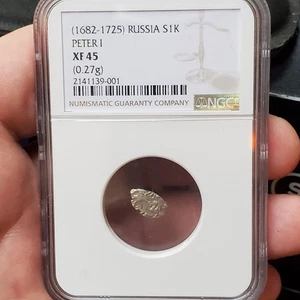 (1682-1725) RUSSIA S1K
PETER I
XF 45
(0.27g)
2141139-001
NUMISMATIC GUARANTY COMPANY
NGC